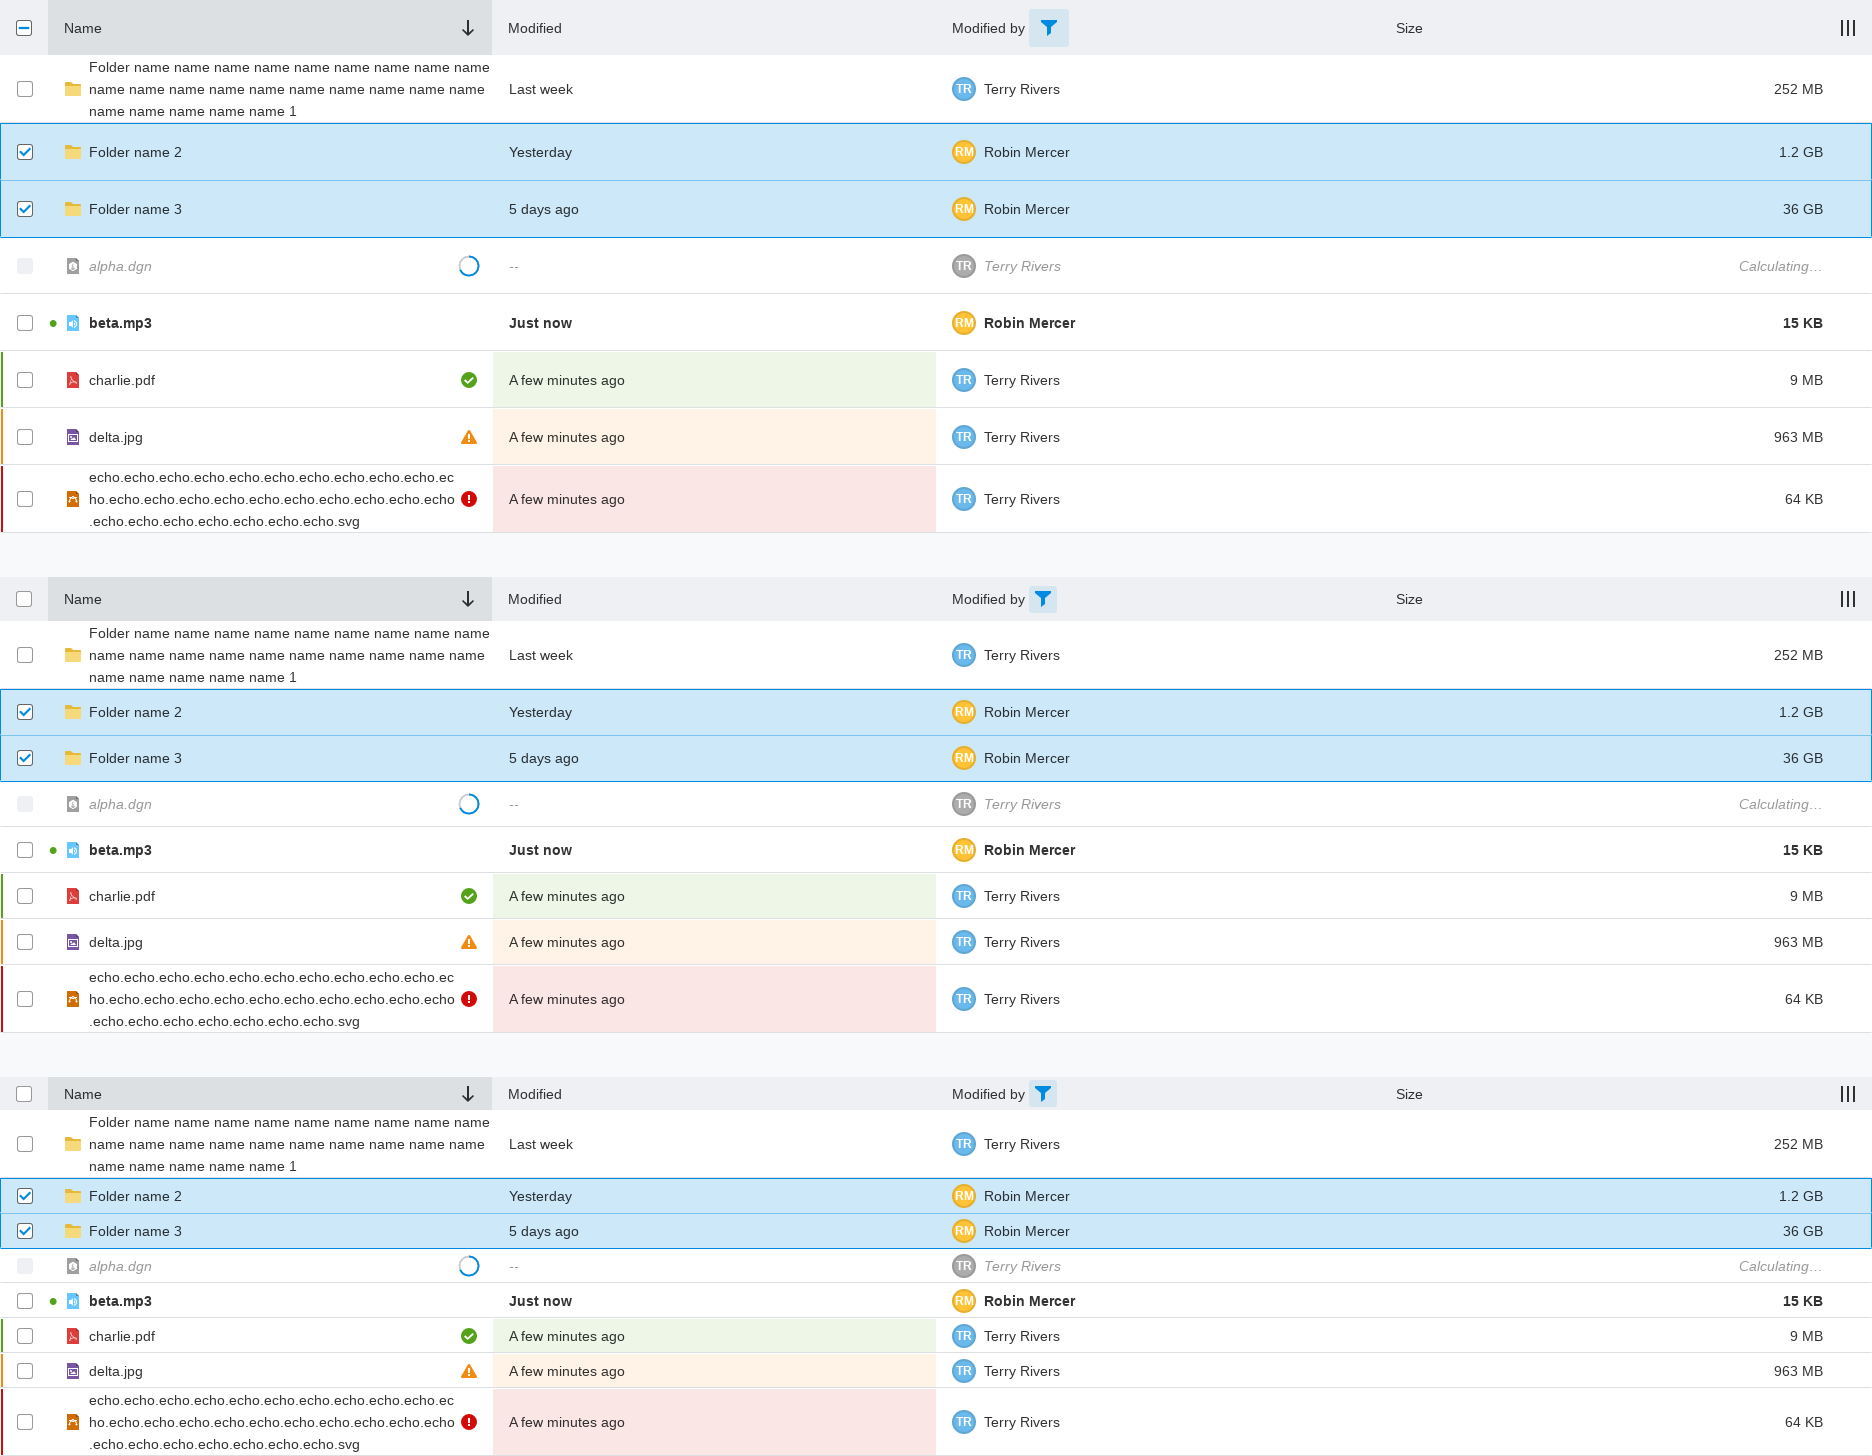 Name Modified Modified by Size
Folder name name name name name name name name name
name name name name name name name name name name
name name name name name 1
Last week TR Terry Rivers 252 MB
Folder name 2 Yesterday RM Robin Mercer 1.2 GB
Folder name 3 5 days ago RM Robin Mercer 36 GB
alpha.dgn -- TR Terry Rivers Calculating…
beta.mp3 Just now RM Robin Mercer 15 KB
charlie.pdf A few minutes ago TR Terry Rivers 9 MB
delta.jpg A few minutes ago TR Terry Rivers 963 MB
echo.echo.echo.echo.echo.echo.echo.echo.echo.echo.ec
ho.echo.echo.echo.echo.echo.echo.echo.echo.echo.echo
.echo.echo.echo.echo.echo.echo.echo.svg
A few minutes ago TR Terry Rivers 64 KB
Name Modified Modified by Size
Folder name name name name name name name name name
name name name name name name name name name name
name name name name name 1
Last week TR Terry Rivers 252 MB
Folder name 2 Yesterday RM Robin Mercer 1.2 GB
Folder name 3 5 days ago RM Robin Mercer 36 GB
alpha.dgn -- TR Terry Rivers Calculating…
beta.mp3 Just now RM Robin Mercer 15 KB
charlie.pdf A few minutes ago TR Terry Rivers 9 MB
delta.jpg A few minutes ago TR Terry Rivers 963 MB
echo.echo.echo.echo.echo.echo.echo.echo.echo.echo.ec
ho.echo.echo.echo.echo.echo.echo.echo.echo.echo.echo
.echo.echo.echo.echo.echo.echo.echo.svg
A few minutes ago TR Terry Rivers 64 KB
Name Modified Modified by Size
Folder name name name name name name name name name
name name name name name name name name name name
name name name name name 1
Last week TR Terry Rivers 252 MB
Folder name 2 Yesterday RM Robin Mercer 1.2 GB
Folder name 3 5 days ago RM Robin Mercer 36 GB
alpha.dgn -- TR Terry Rivers Calculating…
beta.mp3 Just now RM Robin Mercer 15 KB
charlie.pdf A few minutes ago TR Terry Rivers 9 MB
delta.jpg A few minutes ago TR Terry Rivers 963 MB
echo.echo.echo.echo.echo.echo.echo.echo.echo.echo.ec
ho.echo.echo.echo.echo.echo.echo.echo.echo.echo.echo
.echo.echo.echo.echo.echo.echo.echo.svg
A few minutes ago TR Terry Rivers 64 KB